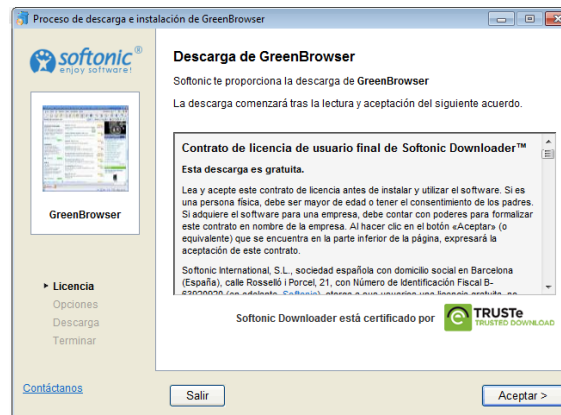 Proceso de descarga e instalación de GreenBrowser
softonic®
enjoy software!
GreenBrowser
Licencia
Opciones
Descarga
Terminar
Contáctanos
Descarga de GreenBrowser
Softonic te proporciona la descarga de GreenBrowser
La descarga comenzará tras la lectura y aceptación del siguiente acuerdo.
Contrato de licencia de usuario final de Softonic Downloader™
Esta descarga es gratuita.
Lea y acepte este contrato de licencia antes de instalar y utilizar el software. Si es
una persona física, debe ser mayor de edad o tener el consentimiento de los padres.
Si adquiere el software para una empresa, debe contar con poderes para formalizar
este contrato en nombre de la empresa. Al hacer clic en el botón «Aceptar» (o
equivalente) que se encuentra en la parte inferior de la página, expresará la
aceptación de este contrato.
Softonic International, S.L., sociedad española con domicilio social en Barcelona
(España), calle Rosselló i Porcel, 21, con Número de Identificación Fiscal B-
Softonic Downloader está certificado por
TRUSTe
TRUSTED DOWNLOAD
Salir
Aceptar >